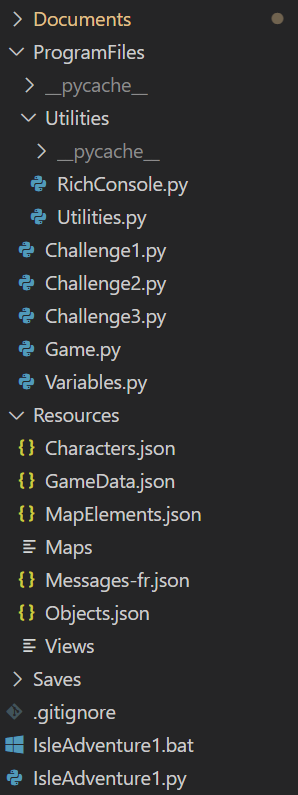 Documents
ProgramFiles
__pycache__
Utilities
__pycache__
RichConsole.py
Utilities.py
Challenge1.py
Challenge2.py
Challenge3.py
Game.py
Variables.py
Resources
Characters.json
GameData.json
MapElements.json
Maps
Messages-fr.json
Objects.json
Views
Saves
.gitignore
IsleAdventure1.bat
IsleAdventure1.py